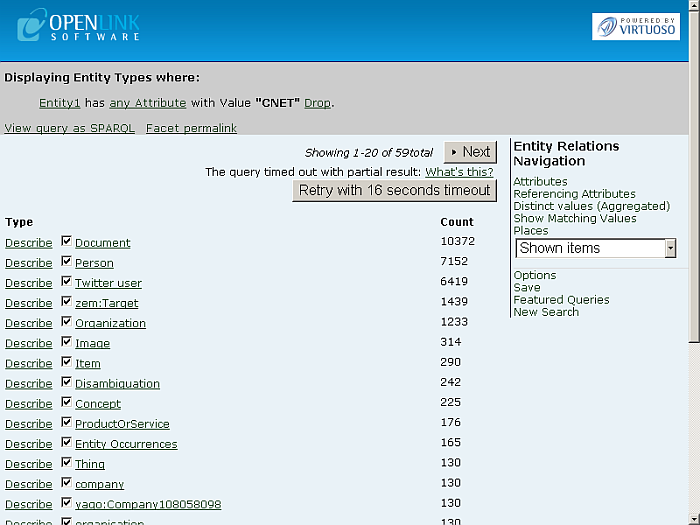 OPENLINK
SOFTWARE
POWERED BY
VIRTUOSO
Displaying Entity Types where:
Entity1 has any Attribute with Value "CNET" Drop.
View query as SPARQL Facet permalink
Showing 1-20 of 59total Next
The query timed out with partial result: What's this?
Retry with 16 seconds timeout
Type Count
Describe Document 10372
Describe Person 7152
Describe Twitter user 6419
Describe zem:Target 1439
Describe Organization 1233
Describe Image 314
Describe Item 290
Describe Disambiguation 242
Describe Concept 225
Describe ProductOrService 176
Describe Entity Occurrences 165
Describe Thing 130
Describe company 130
Describe yago:Company108058098 130
Describe organisation 130
Entity Relations
Navigation
Attributes
Referencing Attributes
Distinct values (Aggregated)
Show Matching Values
Places
Shown items
Options
Save
Featured Queries
New Search